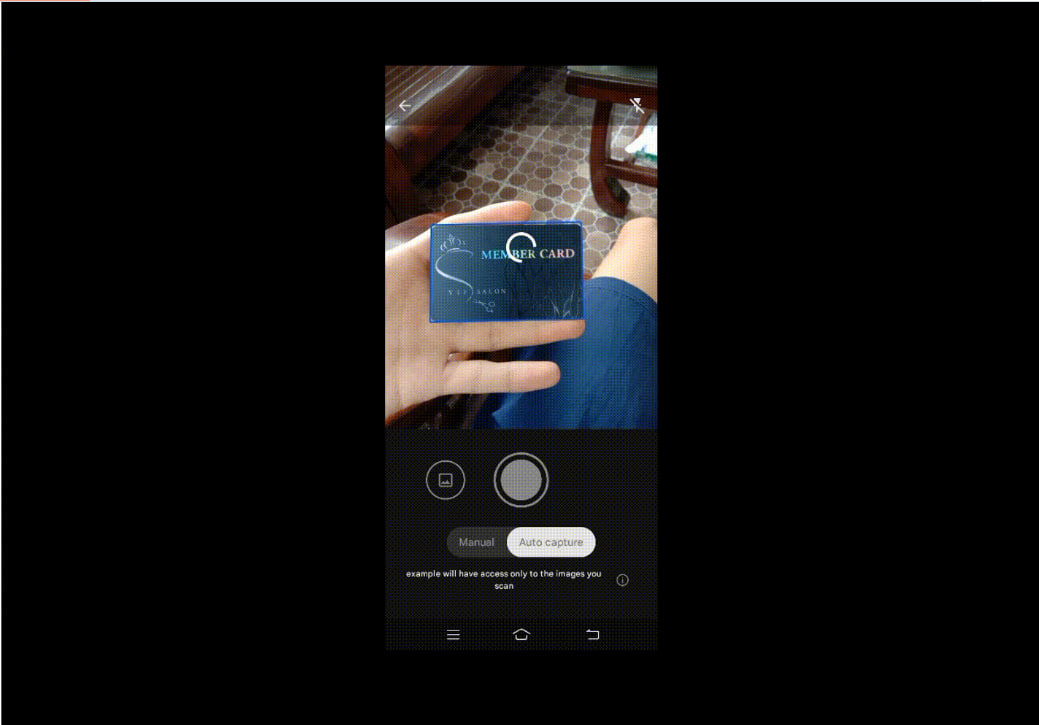 MEMBER CARD
SALON
Manual
Auto capture
example will have access only to the images you
scan